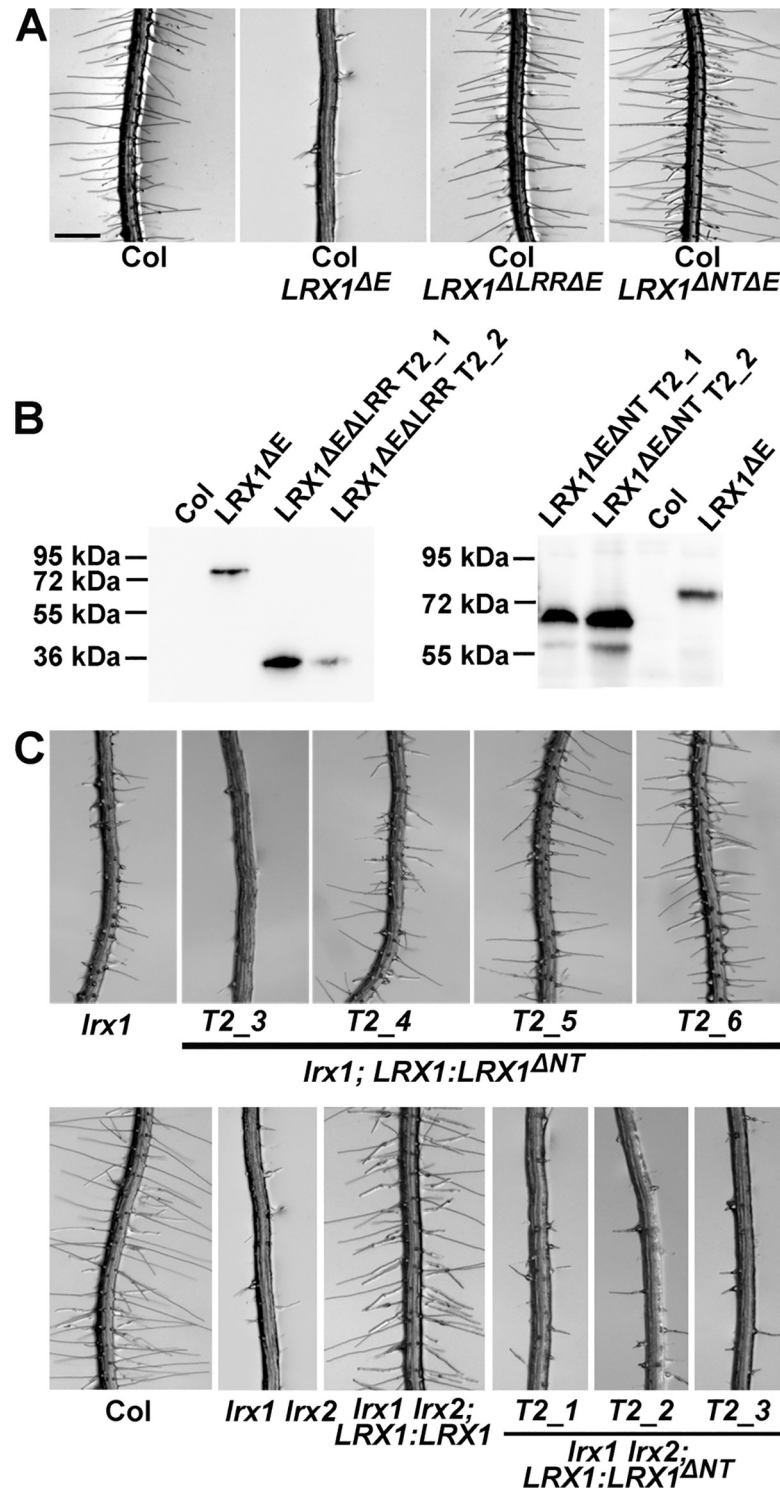 A
Col
Col
LRX1ΔE
Col
LRX1ΔLRRΔE
Col
LRX1ΔNTΔE
B
Col
LRX1ΔE
LRX1ΔEΔLRR T2_1
LRX1ΔEΔLRR T2_2
95 kDa
72 kDa
55 kDa
36 kDa
LRX1ΔEΔNT T2_1
LRX1ΔEΔNT T2_2
Col
LRX1ΔE
95 kDa
72 kDa
55 kDa
C
lrx1
T2_3
T2_4
T2_5
T2_6
lrx1; LRX1:LRX1ΔNT
Col
lrx1 lrx2
lrx1 lrx2;
LRX1:LRX1
T2_1
T2_2
T2_3
lrx1 lrx2;
LRX1:LRX1ΔNT